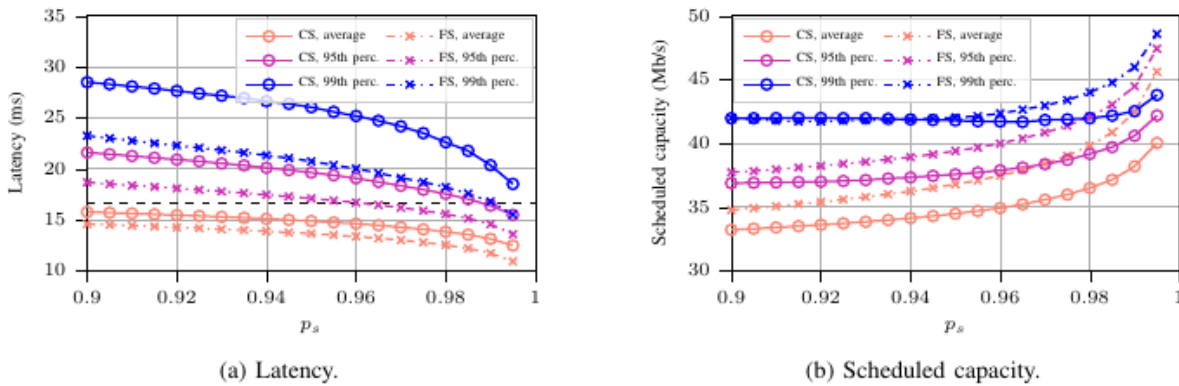 35
30
25
20
15
10
Latency (ms)
CS, average
FS, average
CS, 95th perc.
FS, 95th perc.
CS, 99th perc.
FS, 99th perc.
0.9 0.92 0.94 0.96 0.98 1
p_s
(a) Latency.
50
45
40
35
30
Scheduled capacity (Mb/s)
CS, average
FS, average
CS, 95th perc.
FS, 95th perc.
CS, 99th perc.
FS, 99th perc.
0.9 0.92 0.94 0.96 0.98 1
p_s
(b) Scheduled capacity.